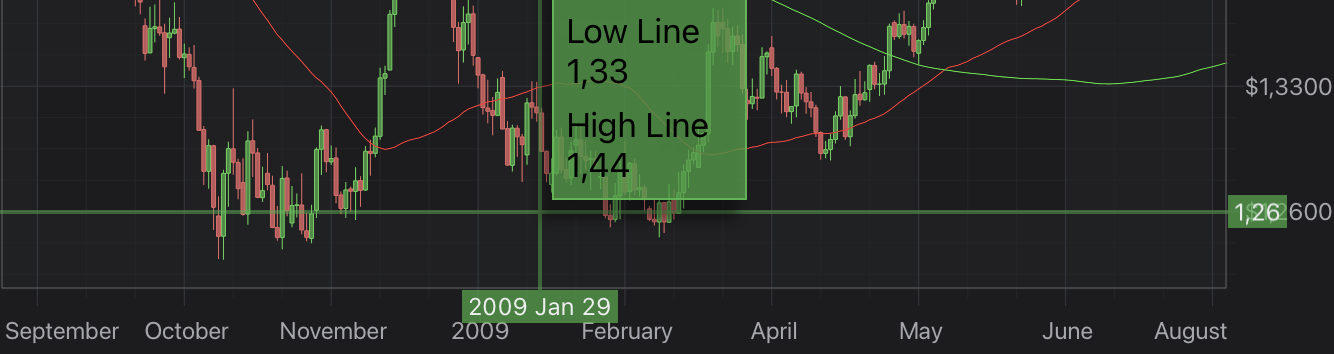 Low Line
1,33
High Line
1,44
$1,3300
1,26
2600
2009 Jan 29
September October November 2009 February April May June August